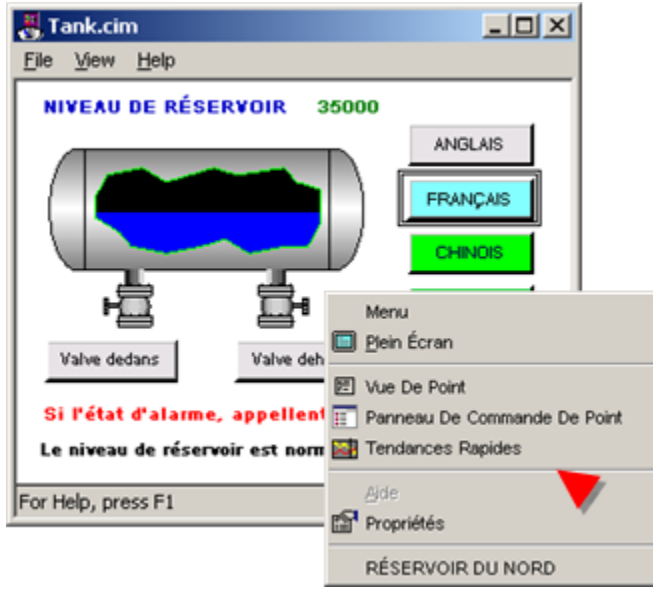 Tank.cim
File View Help
NIVEAU DE RÉSERVOIR 35000
ANGLAIS
FRANÇAIS
CHINOIS
Valve dedans
Valve deh
Si l'état d'alarme, appellent
Le niveau de réservoir est norm
For Help, press F1
Menu
Plein Écran
Vue De Point
Panneau De Commande De Point
Tendances Rapides
Aide
Propriétés
RÉSERVOIR DU NORD